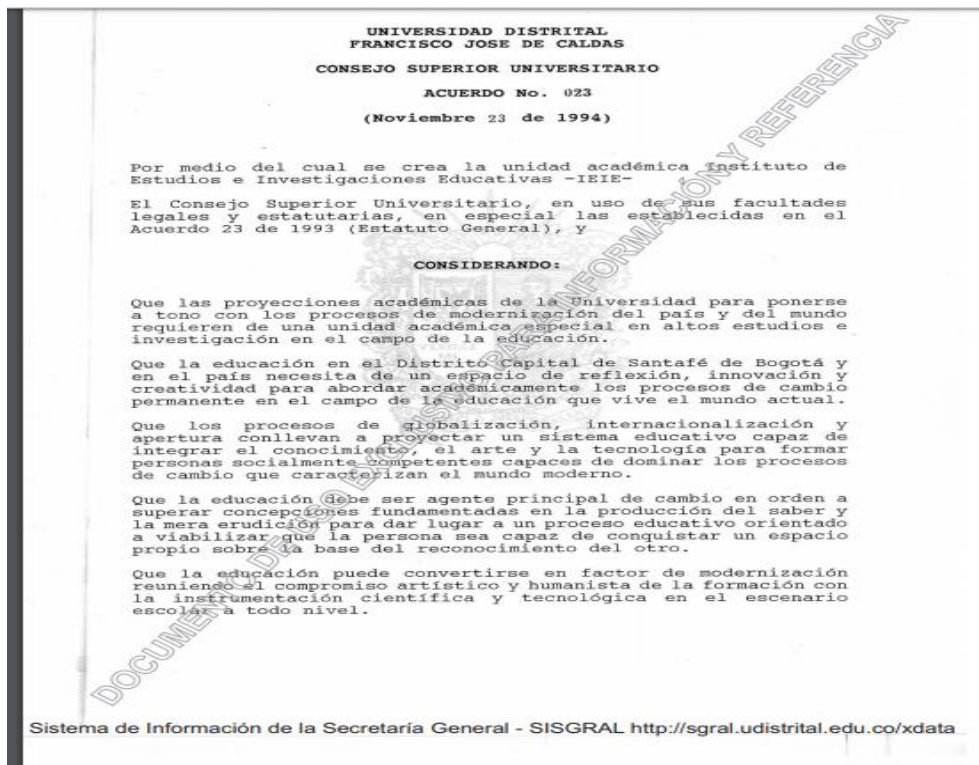 UNIVERSIDAD DISTRITAL
FRANCISCO JOSE DE CALDAS
CONSEJO SUPERIOR UNIVERSITARIO
ACUERDO No. 023
(Noviembre 23 de 1994)
Por medio del cual se crea la unidad académica Instituto de
Estudios e Investigaciones Educativas -IEIE-
El Consejo Superior Universitario, en uso de sus facultades
legales y estatutarias, en especial las establecidas en el
Acuerdo 23 de 1993 (Estatuto General), y
CONSIDERANDO:
Que las proyecciones académicas de la Universidad para ponerse
a tono con los procesos de modernización del país y del mundo
requieren de una unidad académica especial en altos estudios e
investigación en el campo de la educación.
Que la educación en el Distrito Capital de Santafé de Bogotá y
en el país necesita de un espacio de reflexión, innovación y
creatividad para abordar académicamente los procesos de cambio
permanente en el campo de la educación que vive el mundo actual.
Que los procesos de globalización, internacionalización y
apertura conllevan a proyectar un sistema educativo capaz de
integrar el conocimiento, el arte y la tecnología para formar
personas socialmente competentes capaces de dominar los procesos
de cambio que caracterizan el mundo moderno.
Que la educación debe ser agente principal de cambio en orden a
superar concepciones fundamentadas en la producción del saber y
la mera erudición para dar lugar a un proceso educativo orientado
a viabilizar que la persona sea capaz de conquistar un espacio
propio sobre la base del reconocimiento del otro.
Que la educación puede convertirse en factor de modernización
reuniendo el compromiso artístico y humanista de la formación con
la instrumentación científica y tecnológica en el escenario
escolar a todo nivel.
DOCUMENTO DE USO EXCLUSIVO PARA INFORMACIÓN Y REFERENCIA
Sistema de Información de la Secretaría General - SISGRAL http://sgral.udistrital.edu.co/xdata